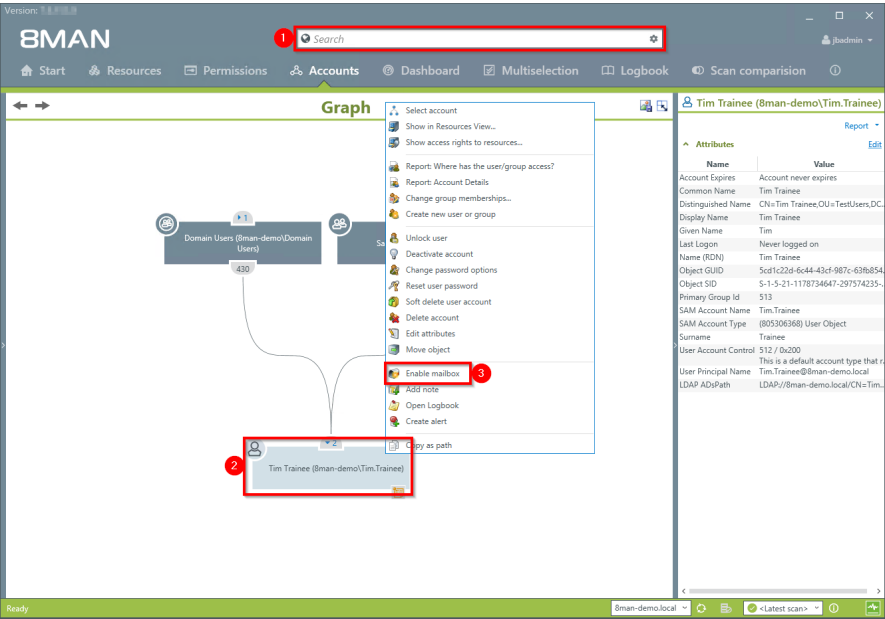 Version:
8MAN
1
Search
jbadmin
Start
Resources
Permissions
Accounts
Dashboard
Multiselection
Logbook
Scan comparision
Graph
Select account
Show in Resources View...
Show access rights to resources...
Report: Where has the user/group access?
Report: Account Details
Change group memberships...
Create new user or group
Unlock user
Deactivate account
Change password options
Reset user password
Soft delete user account
Delete account
Edit attributes
Move object
Enable mailbox
3
Add note
Open Logbook
Create alert
Copy as path
1
Domain Users (8man-demo\Domain
Users)
430
Sa
2
2
Tim Trainee (8man-demo\Tim.Trainee)
Tim Trainee (8man-demo\Tim.Trainee)
Report
Attributes
Edit
Name Value
Account Expires Account never expires
Common Name Tim Trainee
Distinguished Name CN=Tim Trainee,OU=TestUsers,DC...
Display Name Tim Trainee
Given Name Tim
Last Logon Never logged on
Name (RDN) Tim Trainee
Object GUID 5cd1c22d-6c44-43cf-987c-63fb854...
Object SID S-1-5-21-1178734647-297574235-...
Primary Group Id 513
SAM Account Name Tim.Trainee
SAM Account Type (805306368) User Object
Surname Trainee
User Account Control 512 / 0x200
This is a default account type that r...
User Principal Name Tim.Trainee@8man-demo.local
LDAP ADsPath LDAP://8man-demo.local/CN=Tim...
Ready
8man-demo.local
<Latest scan>